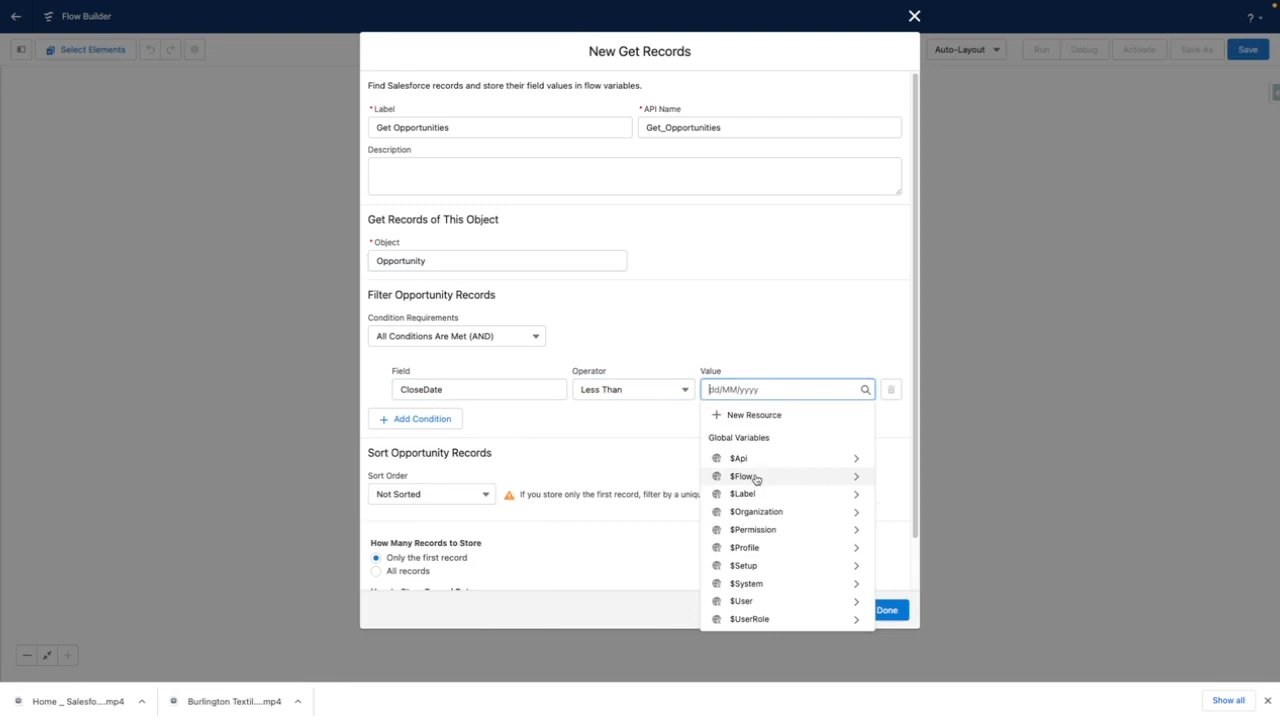 Flow Builder
?
Select Elements
Auto-Layout
Run
Debug
Activate
Save As
Save
New Get Records
Find Salesforce records and store their field values in flow variables.
* Label
* API Name
Get Opportunities
Get_Opportunities
Description
Get Records of This Object
* Object
Opportunity
Filter Opportunity Records
Condition Requirements
All Conditions Are Met (AND)
Field
Operator
Value
CloseDate
Less Than
dd/MM/yyyy
+ Add Condition
+ New Resource
Global Variables
$Api
$Flow
$Label
$Organization
$Permission
$Profile
$Setup
$System
$User
$UserRole
Sort Opportunity Records
Sort Order
Not Sorted
If you store only the first record, filter by a uniqu
How Many Records to Store
Only the first record
All records
Done
Home _ Salesfo....mp4
Burlington Textil....mp4
Show all